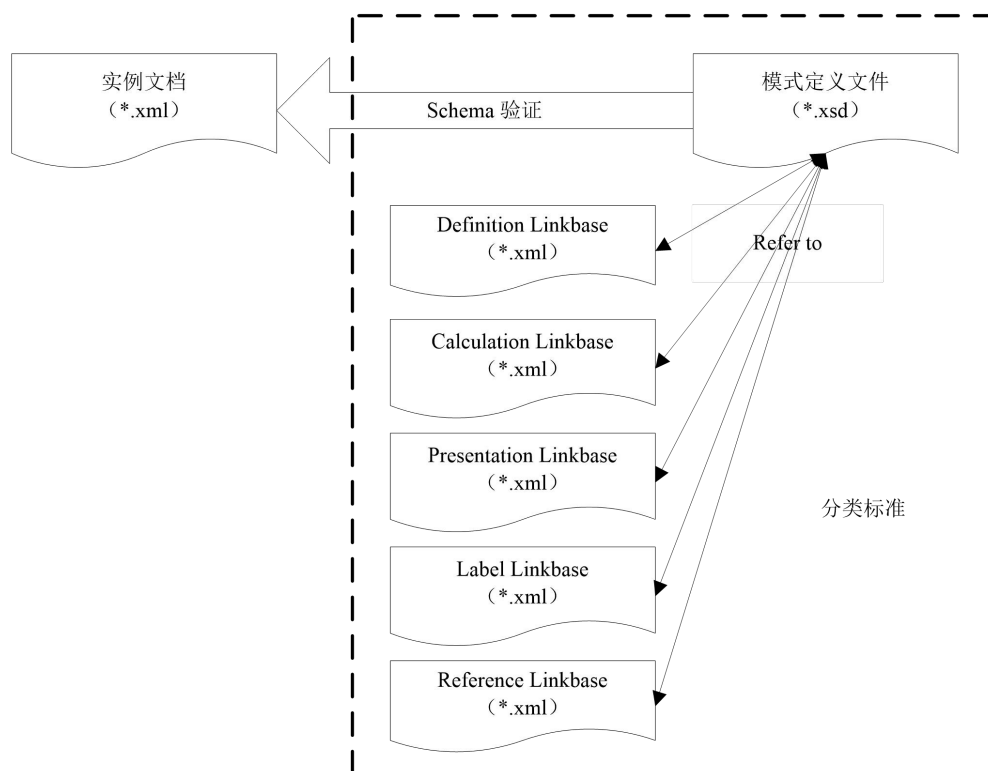 实例文档
（*.xml）
Schema 验证
模式定义文件
（*.xsd）
Definition Linkbase
（*.xml）
Refer to
Calculation Linkbase
（*.xml）
Presentation Linkbase
（*.xml）
分类标准
Label Linkbase
（*.xml）
Reference Linkbase
（*.xml）